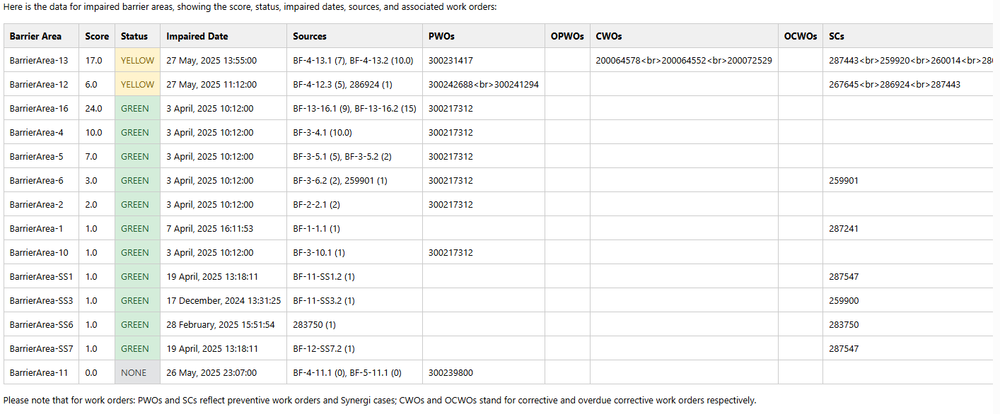 Here is the data for impaired barrier areas, showing the score, status, impaired dates, sources, and associated work orders:
Barrier Area Score Status Impaired Date Sources PWOs OPWOs CWOs OCWOs SCs
BarrierArea-13 17.0 YELLOW 27 May, 2025 13:55:00 BF-4-13.1 (7), BF-4-13.2 (10.0) 300231417 200064578<br>200064552<br>200072529 287443<br>259920<br>260014<br>
BarrierArea-12 6.0 YELLOW 27 May, 2025 11:12:00 BF-4-12.3 (5), 286924 (1) 300242688<br>300241294 267645<br>286924<br>287443
BarrierArea-16 24.0 GREEN 3 April, 2025 10:12:00 BF-13-16.1 (9), BF-13-16.2 (15) 300217312
BarrierArea-4 10.0 GREEN 3 April, 2025 10:12:00 BF-3-4.1 (10.0) 300217312
BarrierArea-5 7.0 GREEN 3 April, 2025 10:12:00 BF-3-5.1 (5), BF-3-5.2 (2) 300217312
BarrierArea-6 3.0 GREEN 3 April, 2025 10:12:00 BF-3-6.2 (2), 259901 (1) 300217312 259901
BarrierArea-2 2.0 GREEN 3 April, 2025 10:12:00 BF-2-2.1 (2) 300217312
BarrierArea-1 1.0 GREEN 7 April, 2025 16:11:53 BF-1-1.1 (1) 287241
BarrierArea-10 1.0 GREEN 3 April, 2025 10:12:00 BF-3-10.1 (1) 300217312
BarrierArea-SS1 1.0 GREEN 19 April, 2025 13:18:11 BF-11-SS1.2 (1) 287547
BarrierArea-SS3 1.0 GREEN 17 December, 2024 13:31:25 BF-11-SS3.2 (1) 259900
BarrierArea-SS6 1.0 GREEN 28 February, 2025 15:51:54 283750 (1) 283750
BarrierArea-SS7 1.0 GREEN 19 April, 2025 13:18:11 BF-12-SS7.2 (1) 287547
BarrierArea-11 0.0 NONE 26 May, 2025 23:07:00 BF-4-11.1 (0), BF-5-11.1 (0) 300239800
Please note that for work orders: PWOs and SCs reflect preventive work orders and Synergi cases; CWOs and OCWOs stand for corrective and overdue corrective work orders respectively.